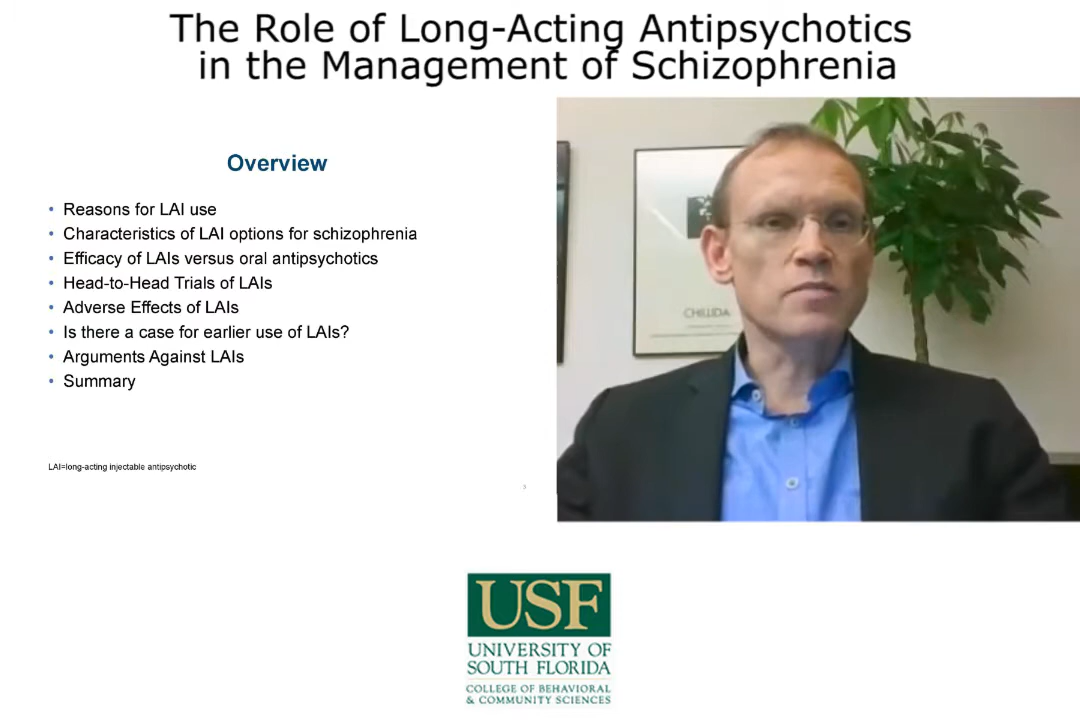 The Role of Long-Acting Antipsychotics
in the Management of Schizophrenia
Overview
• Reasons for LAI use
• Characteristics of LAI options for schizophrenia
• Efficacy of LAIs versus oral antipsychotics
• Head-to-Head Trials of LAIs
• Adverse Effects of LAIs
• Is there a case for earlier use of LAIs?
• Arguments Against LAIs
• Summary
LAI=long-acting injectable antipsychotic
CHILLIDA
USF
UNIVERSITY OF
SOUTH FLORIDA
COLLEGE OF BEHAVIORAL
& COMMUNITY SCIENCES